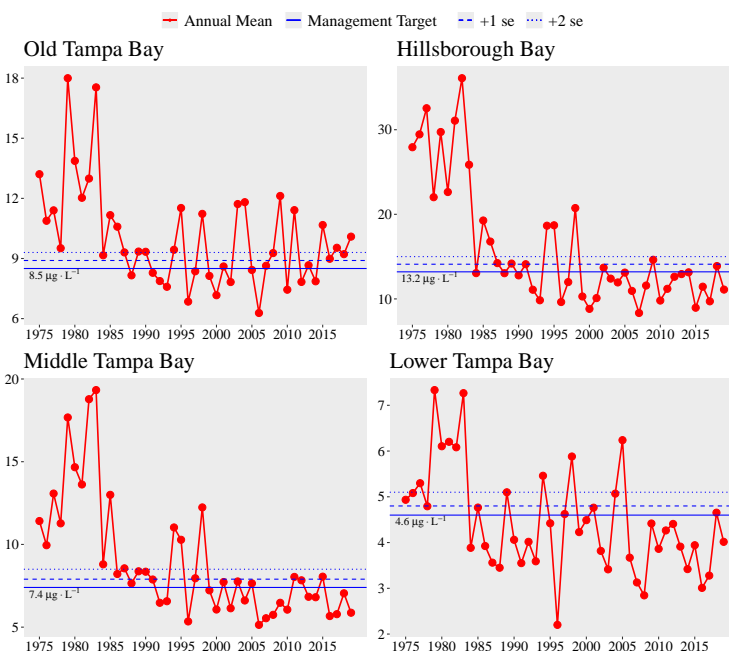 Annual Mean Management Target +1 se +2 se
Old Tampa Bay
18
15
12
9
6
8.5 μg · L⁻¹
1975 1980 1985 1990 1995 2000 2005 2010 2015
Hillsborough Bay
30
20
10
13.2 μg · L⁻¹
1975 1980 1985 1990 1995 2000 2005 2010 2015
Middle Tampa Bay
20
15
10
5
7.4 μg · L⁻¹
1975 1980 1985 1990 1995 2000 2005 2010 2015
Lower Tampa Bay
7
6
5
4
3
2
4.6 μg · L⁻¹
1975 1980 1985 1990 1995 2000 2005 2010 2015